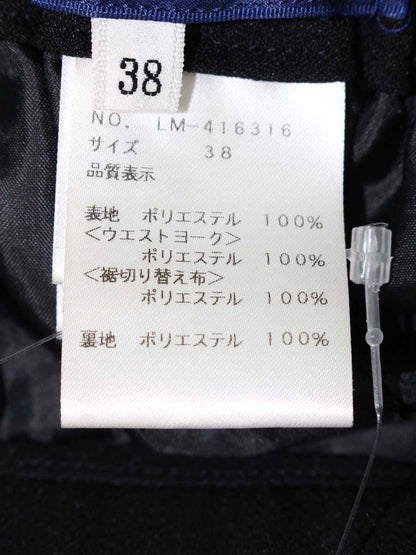 38
NO. LM-416316
サイズ 38
品質表示
表地 ポリエステル 100%
<ウエストヨーク>
ポリエステル 100%
<裾切り替え布>
ポリエステル 100%
裏地 ポリエステル 100%